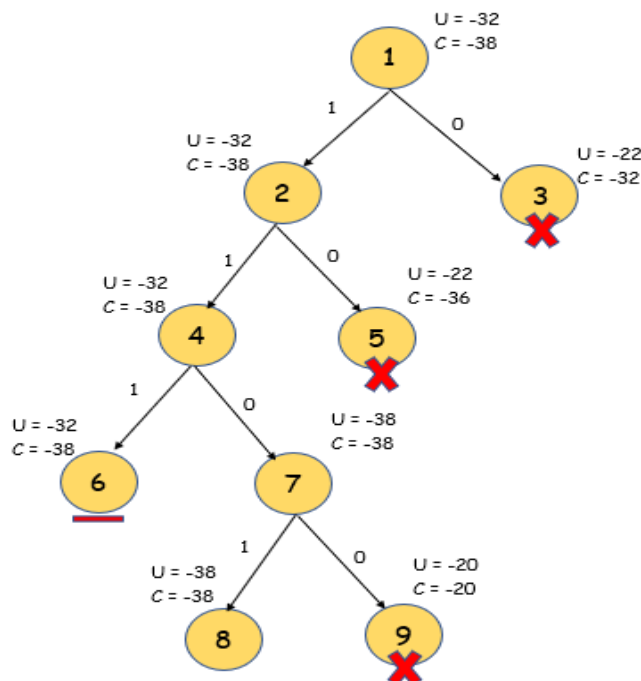 U = -32
C = -38
1
1
0
U = -32
C = -38
2
U = -22
C = -32
3
1
0
U = -32
C = -38
4
U = -22
C = -36
5
1
0
U = -32
C = -38
6
U = -38
C = -38
7
1
0
U = -38
C = -38
8
U = -20
C = -20
9